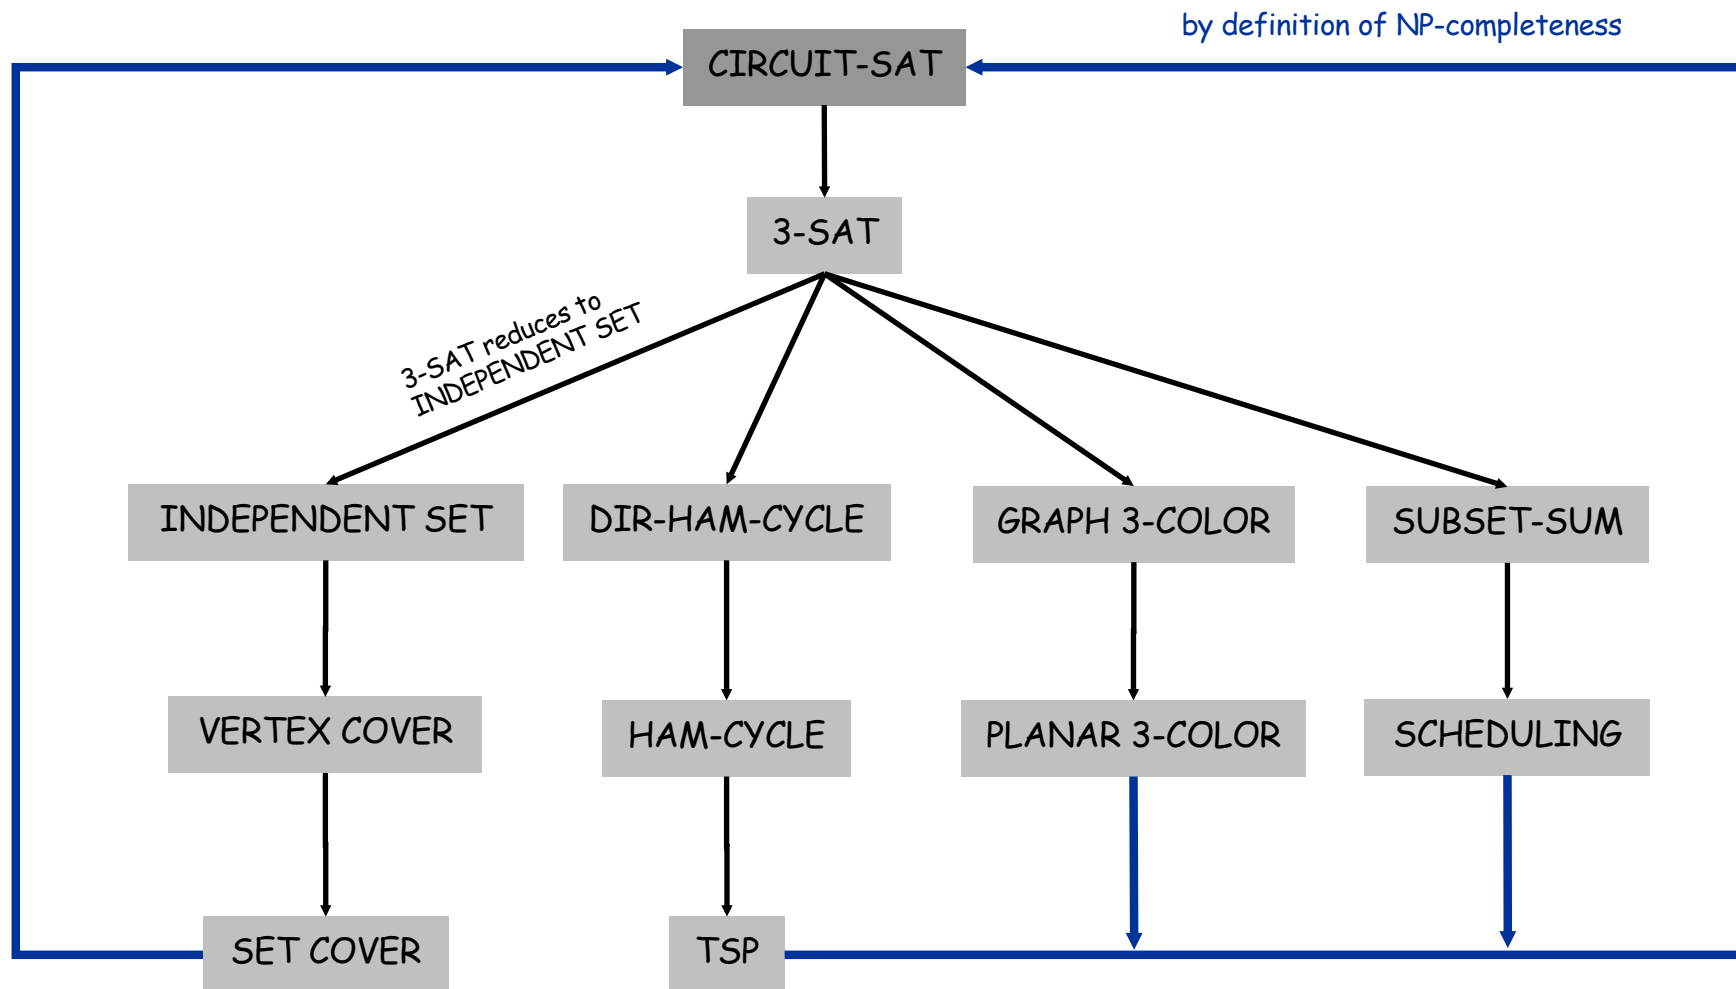 by definition of NP-completeness
CIRCUIT-SAT
3-SAT
3-SAT reduces to
INDEPENDENT SET
INDEPENDENT SET
DIR-HAM-CYCLE
GRAPH 3-COLOR
SUBSET-SUM
VERTEX COVER
HAM-CYCLE
PLANAR 3-COLOR
SCHEDULING
SET COVER
TSP